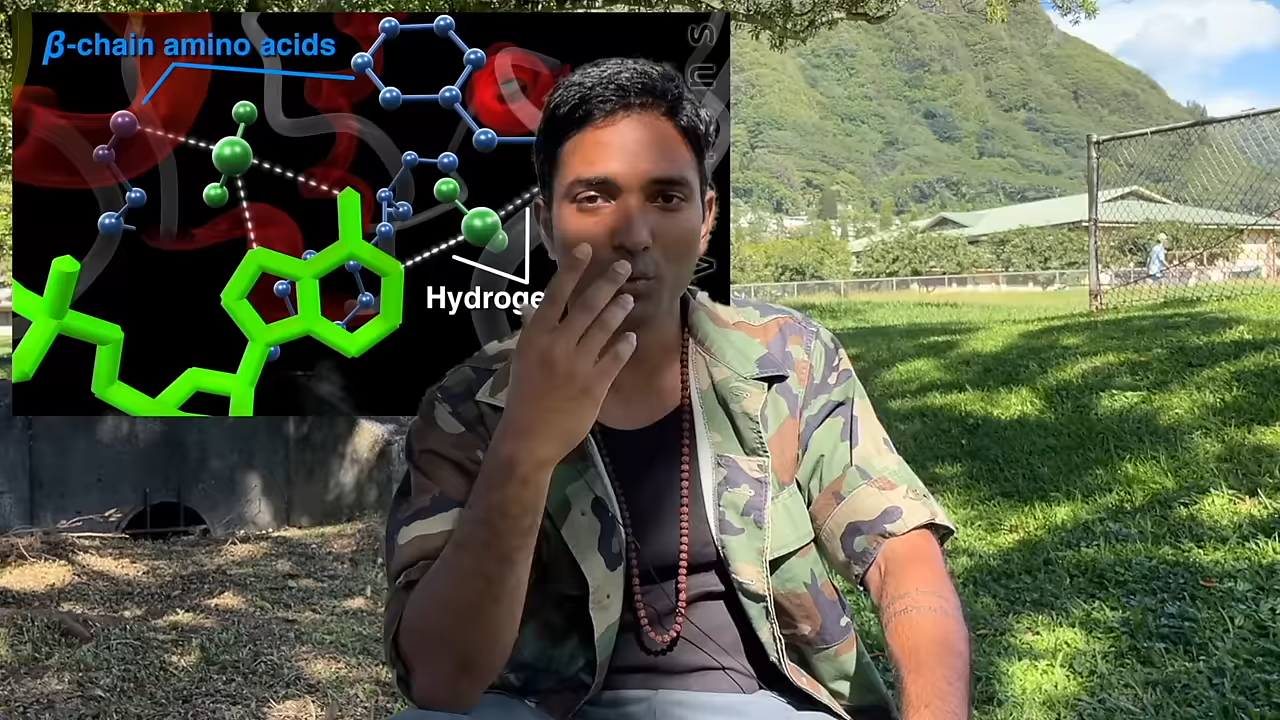 β-chain amino acids
Hydroge